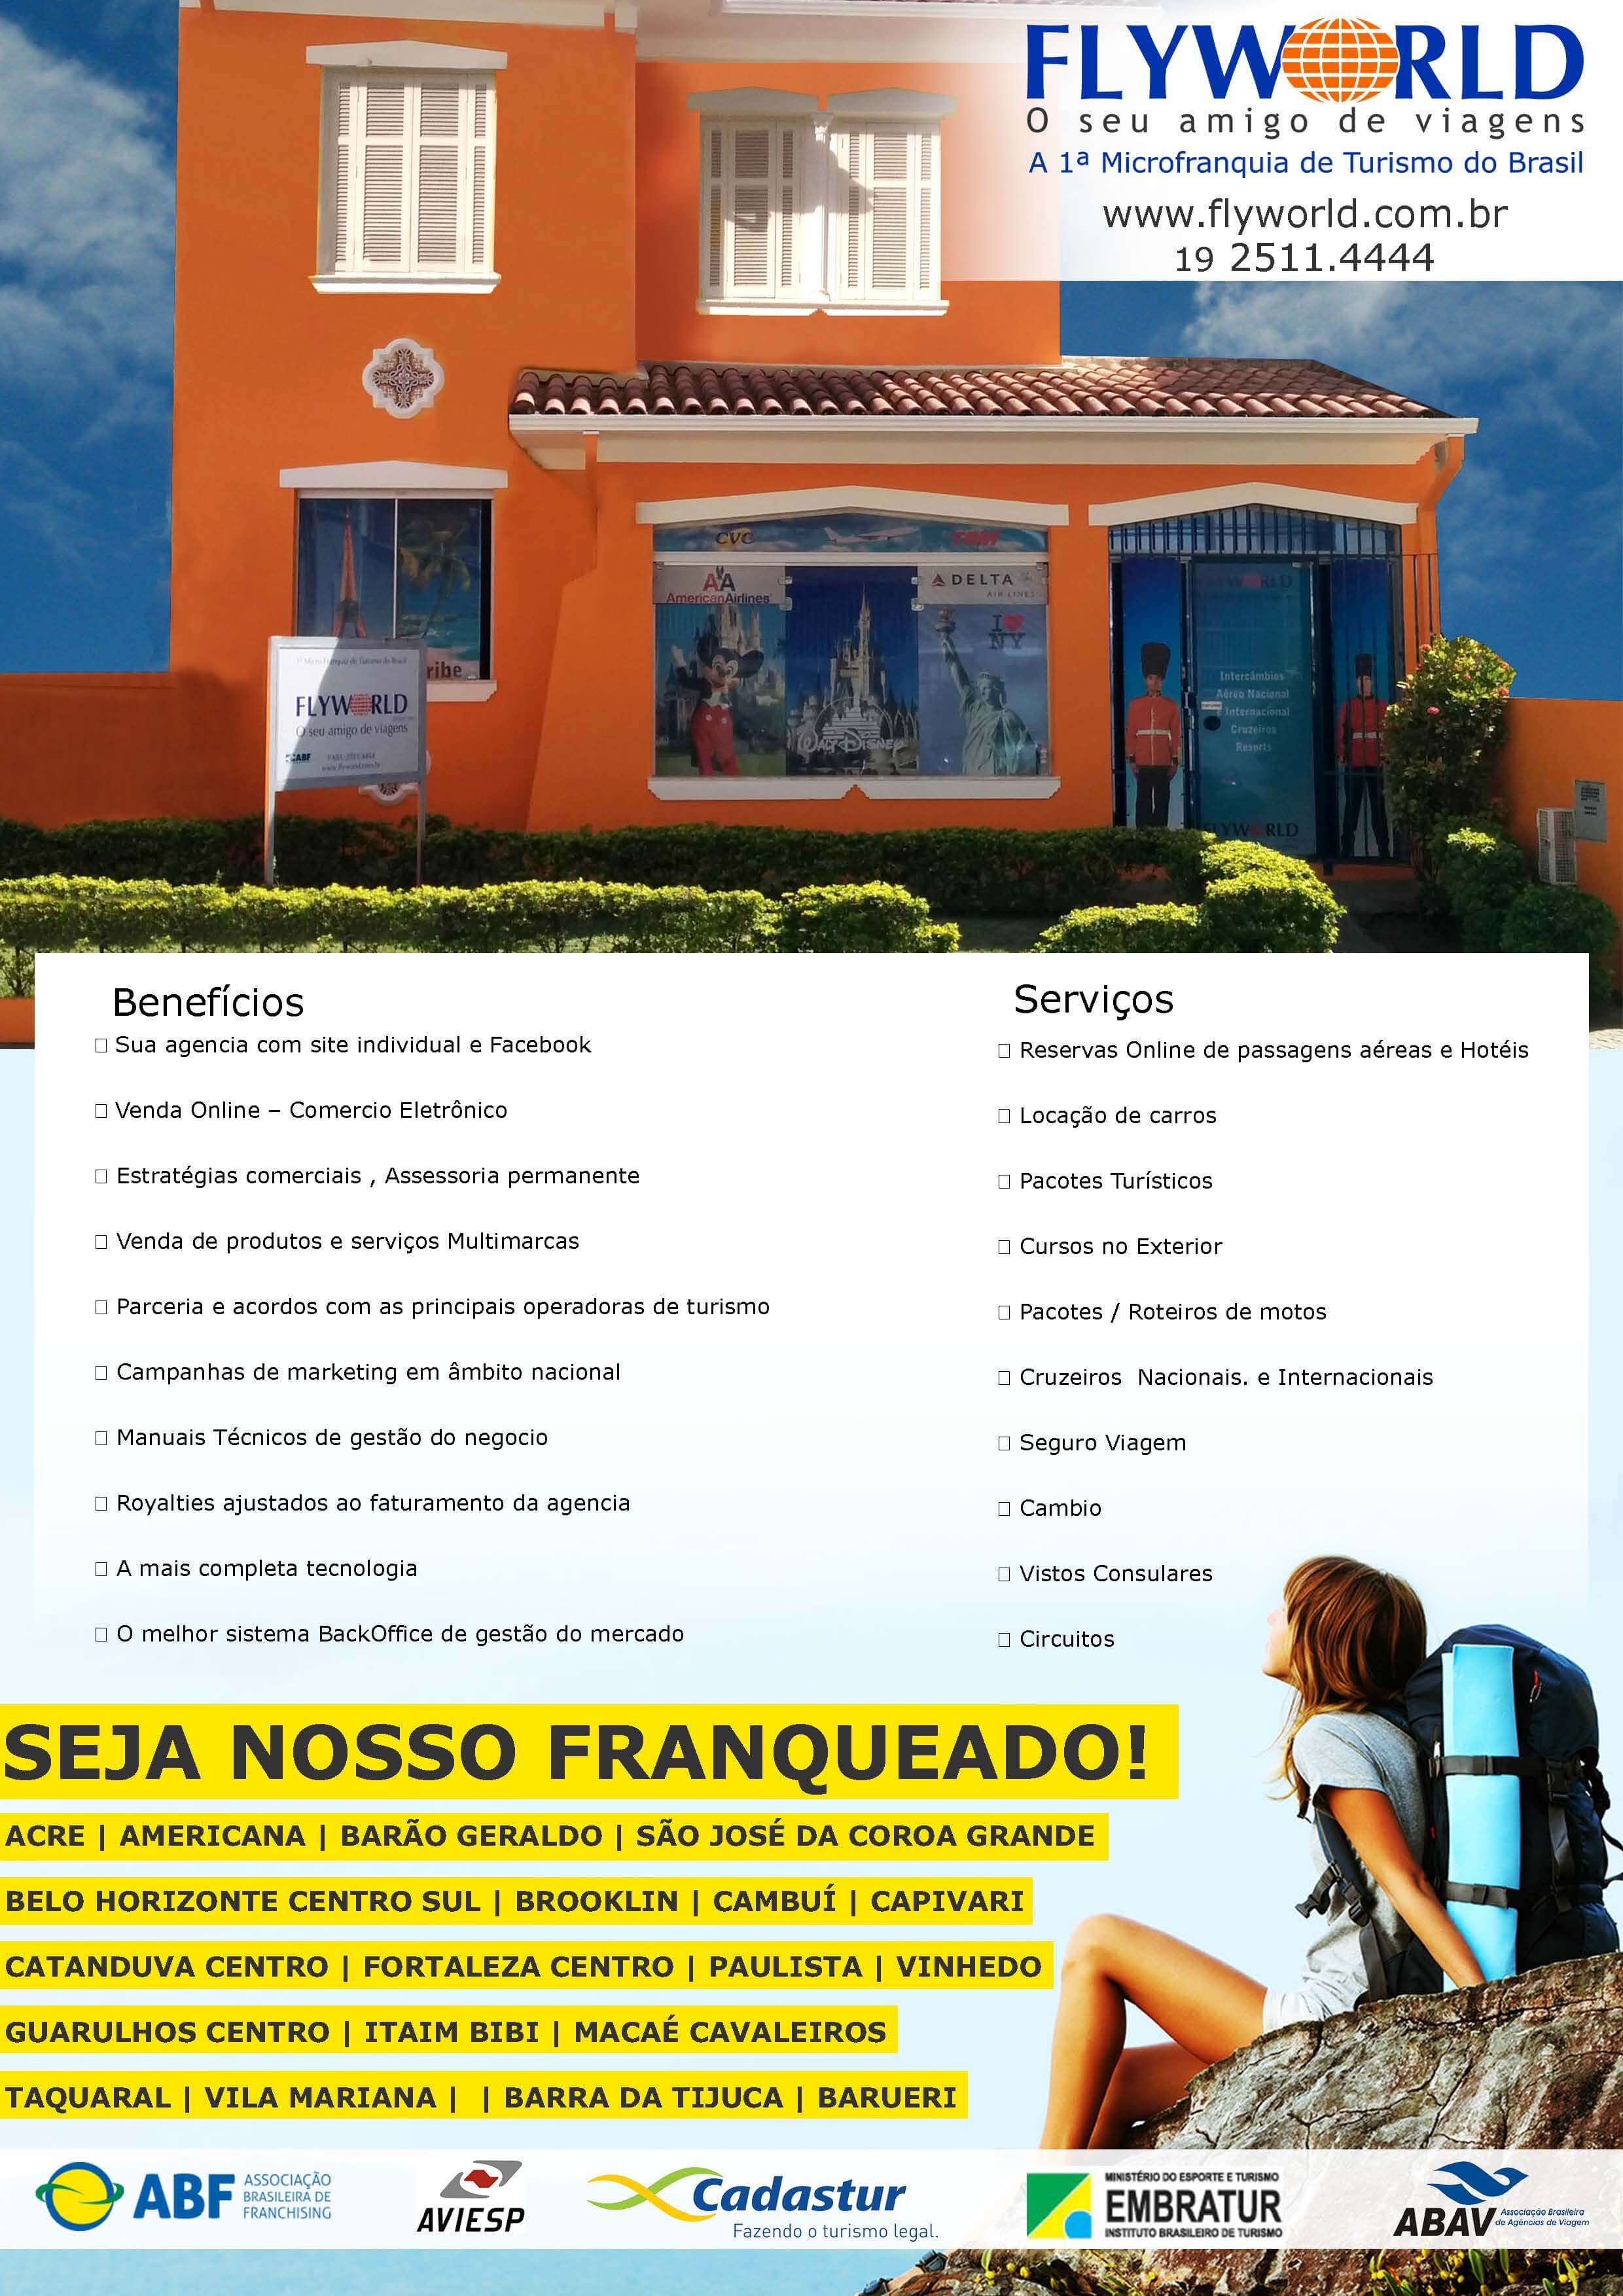 FLYWORLD
O seu amigo de viagens
A 1ª Microfranquia de Turismo do Brasil
www.flyworld.com.br
19 2511.4444
CVC
AA
AmericanAirlines
DELTA
AIR LINES
I NY
WALT DISNEY
ribe
FLYWORLD
O seu amigo de viagens
ABF
Intercâmbios
Aéreo Nacional
e Internacional
Cruzeiros
Resorts
FLYWORLD
Benefícios
Sua agencia com site individual e Facebook
Venda Online – Comercio Eletrônico
Estratégias comerciais , Assessoria permanente
Venda de produtos e serviços Multimarcas
Parceria e acordos com as principais operadoras de turismo
Campanhas de marketing em âmbito nacional
Manuais Técnicos de gestão do negocio
Royalties ajustados ao faturamento da agencia
A mais completa tecnologia
O melhor sistema BackOffice de gestão do mercado
Serviços
Reservas Online de passagens aéreas e Hotéis
Locação de carros
Pacotes Turísticos
Cursos no Exterior
Pacotes / Roteiros de motos
Cruzeiros Nacionais. e Internacionais
Seguro Viagem
Cambio
Vistos Consulares
Circuitos
SEJA NOSSO FRANQUEADO!
ACRE | AMERICANA | BARÃO GERALDO | SÃO JOSÉ DA COROA GRANDE
BELO HORIZONTE CENTRO SUL | BROOKLIN | CAMBUÍ | CAPIVARI
CATANDUVA CENTRO | FORTALEZA CENTRO | PAULISTA | VINHEDO
GUARULHOS CENTRO | ITAIM BIBI | MACAÉ CAVALEIROS
TAQUARAL | VILA MARIANA | | BARRA DA TIJUCA | BARUERI
ABF
ASSOCIAÇÃO
BRASILEIRA DE
FRANCHISING
AVIESP
Cadastur
Fazendo o turismo legal.
MINISTÉRIO DO ESPORTE E TURISMO
EMBRATUR
INSTITUTO BRASILEIRO DE TURISMO
ABAV
Associação Brasileira
de Agências de Viagem